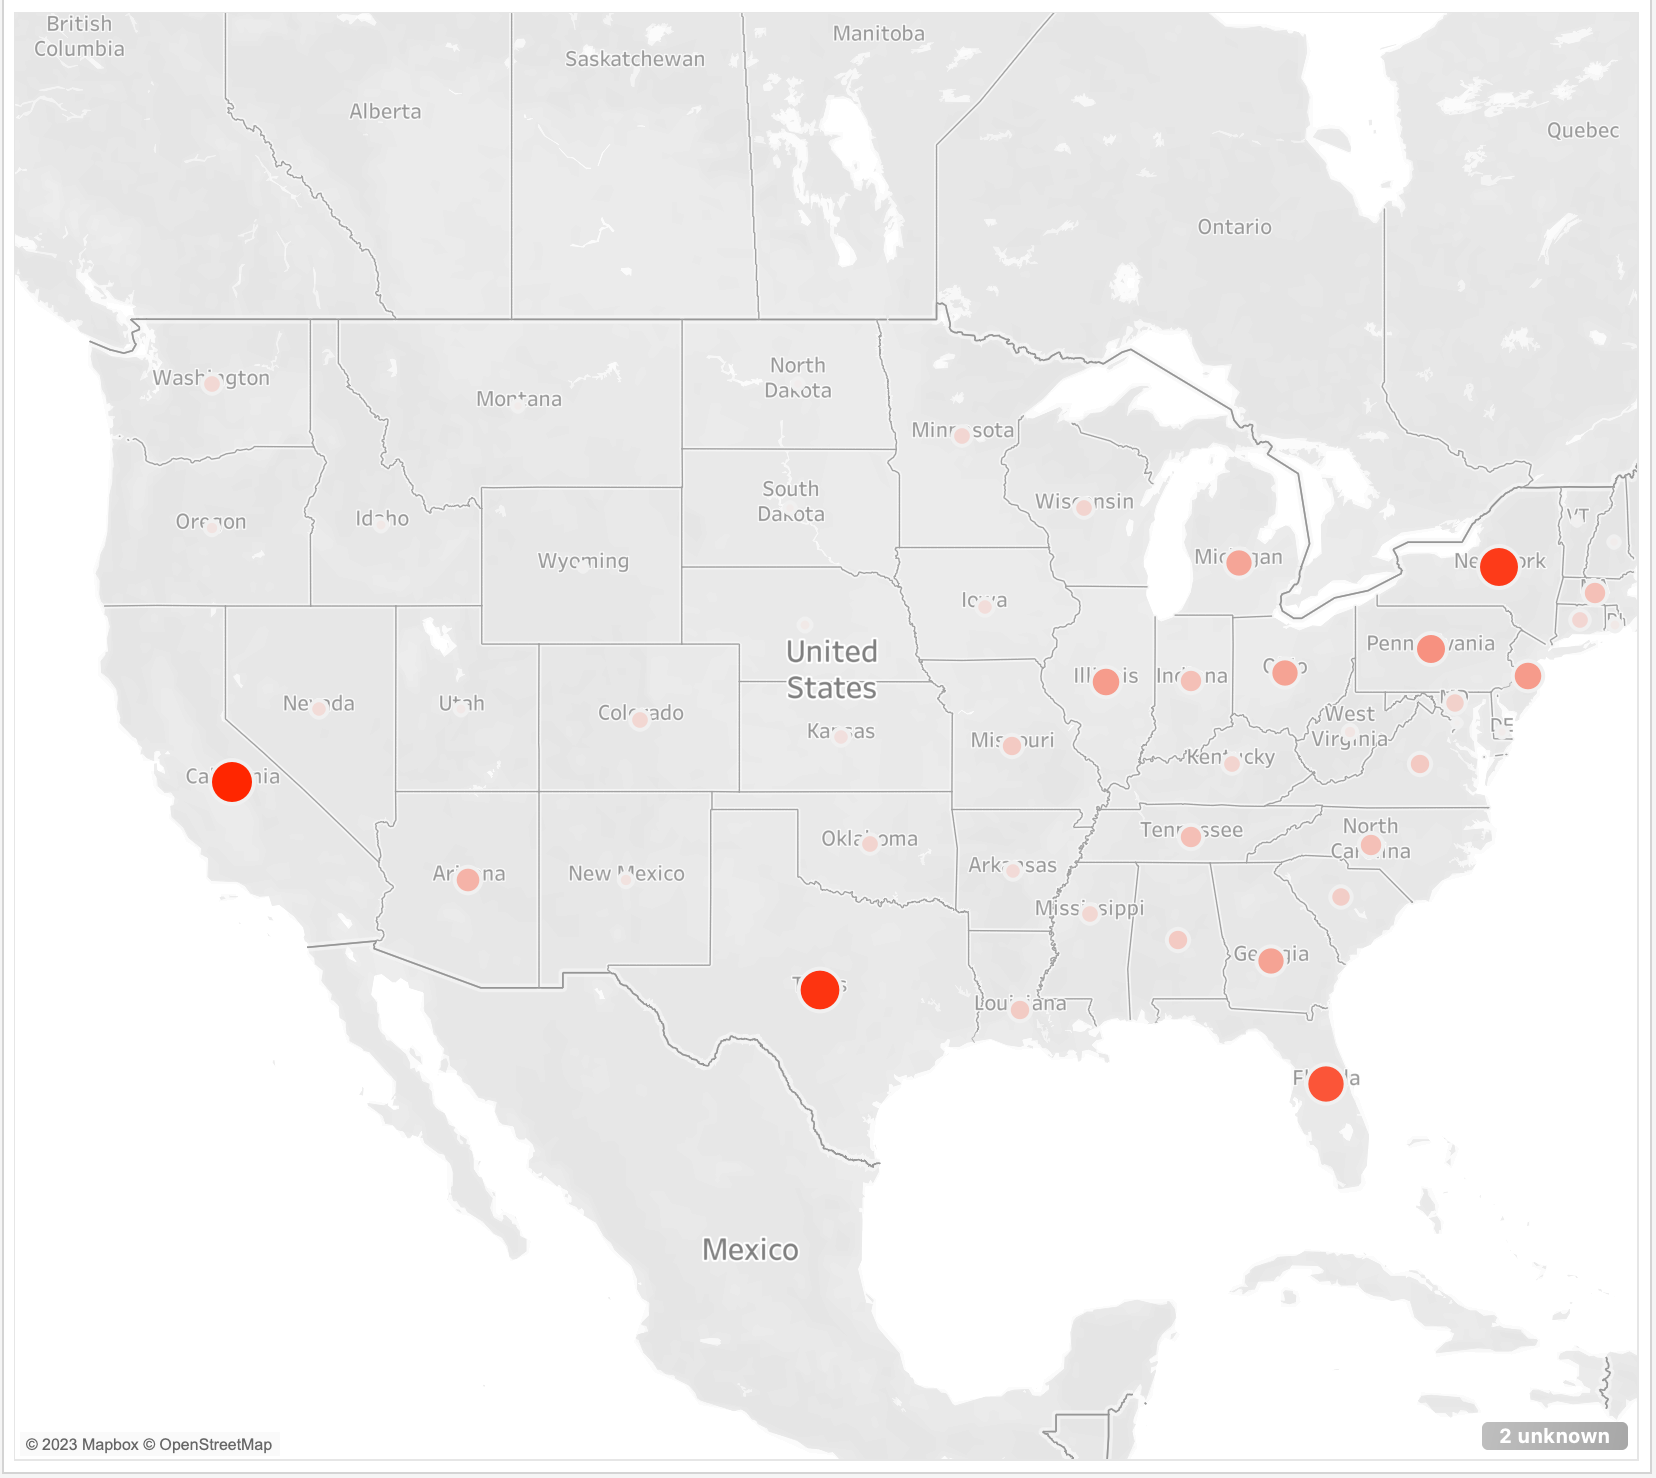 British
Columbia
Alberta
Saskatchewan
Manitoba
Ontario
Quebec
Washington
Montana
North
Dakota
Minnesota
Oregon
Idaho
Wyoming
South
Dakota
Wisconsin
Michigan
VT
New York
Iowa
Pennsylvania
United
States
Nevada
Utah
Colorado
Kansas
Missouri
Illinois
Indiana
Ohio
West
Virginia
MD
DE
California
Kentucky
Arizona
New Mexico
Oklahoma
Arkansas
Tennessee
North
Carolina
Mississippi
Georgia
Texas
Louisiana
Florida
Mexico
© 2023 Mapbox © OpenStreetMap
2 unknown